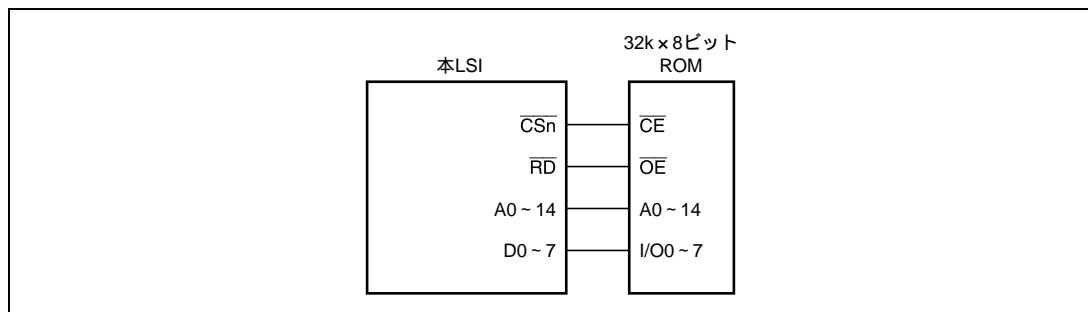 32k×8ビット
本LSI
ROM
CSn
CE
RD
OE
A0~14
A0~14
D0~7
I/O0~7